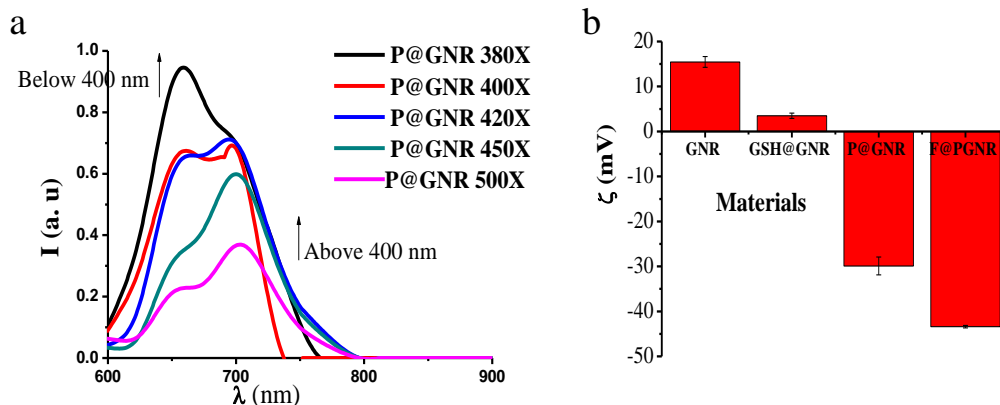 a
1.0
0.8
0.6
0.4
0.2
0.0
I (a. u)
600
700
800
900
λ (nm)
Below 400 nm
Above 400 nm
P@GNR 380X
P@GNR 400X
P@GNR 420X
P@GNR 450X
P@GNR 500X
b
20
10
0
-10
-20
-30
-40
-50
ζ (mV)
GNR
GSH@GNR
P@GNR
F@PGNR
Materials